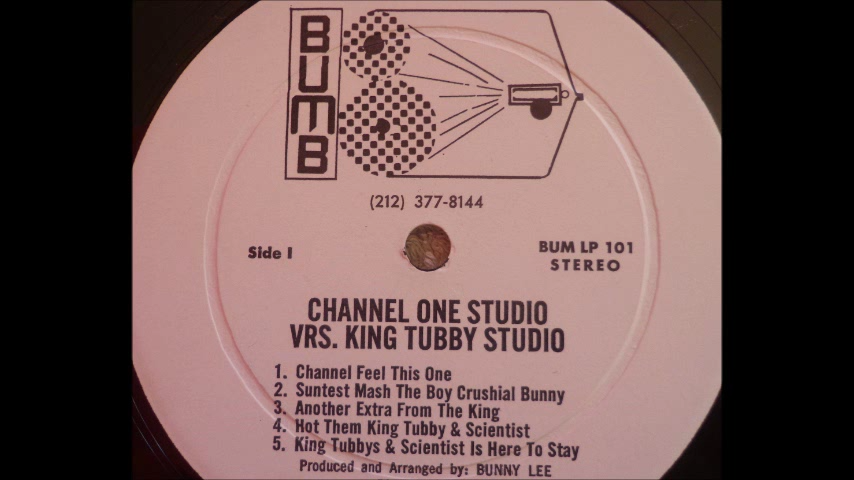 BUMB
(212) 377-8144
Side I
BUM LP 101
STEREO
CHANNEL ONE STUDIO
VRS. KING TUBBY STUDIO
1. Channel Feel This One
2. Suntest Mash The Boy Crushial Bunny
3. Another Extra From The King
4. Hot Them King Tubby & Scientist
5. King Tubbys & Scientist Is Here To Stay
Produced and Arranged by: BUNNY LEE